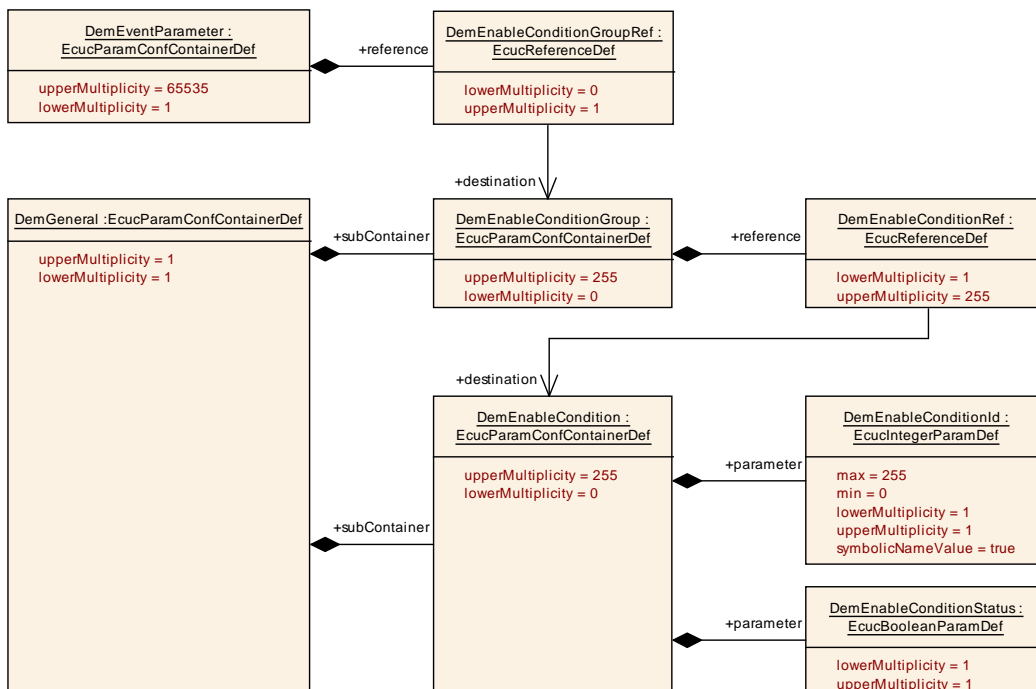 DemEventParameter :
EcucParamConfContainerDef
upperMultiplicity = 65535
lowerMultiplicity = 1
+reference
DemEnableConditionGroupRef :
EcucReferenceDef
lowerMultiplicity = 0
upperMultiplicity = 1
+destination
DemGeneral :EcucParamConfContainerDef
upperMultiplicity = 1
lowerMultiplicity = 1
+subContainer
DemEnableConditionGroup :
EcucParamConfContainerDef
upperMultiplicity = 255
lowerMultiplicity = 0
+reference
DemEnableConditionRef :
EcucReferenceDef
lowerMultiplicity = 1
upperMultiplicity = 255
+destination
DemEnableCondition :
EcucParamConfContainerDef
upperMultiplicity = 255
lowerMultiplicity = 0
+parameter
DemEnableConditionId :
EcucIntegerParamDef
max = 255
min = 0
lowerMultiplicity = 1
upperMultiplicity = 1
symbolicNameValue = true
+subContainer
+parameter
DemEnableConditionStatus :
EcucBooleanParamDef
lowerMultiplicity = 1
upperMultiplicity = 1